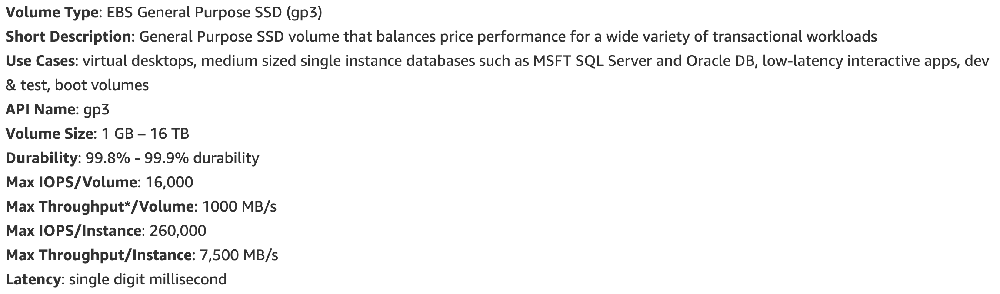 Volume Type: EBS General Purpose SSD (gp3)
Short Description: General Purpose SSD volume that balances price performance for a wide variety of transactional workloads
Use Cases: virtual desktops, medium sized single instance databases such as MSFT SQL Server and Oracle DB, low-latency interactive apps, dev
& test, boot volumes
API Name: gp3
Volume Size: 1 GB – 16 TB
Durability: 99.8% - 99.9% durability
Max IOPS/Volume: 16,000
Max Throughput*/Volume: 1000 MB/s
Max IOPS/Instance: 260,000
Max Throughput/Instance: 7,500 MB/s
Latency: single digit millisecond